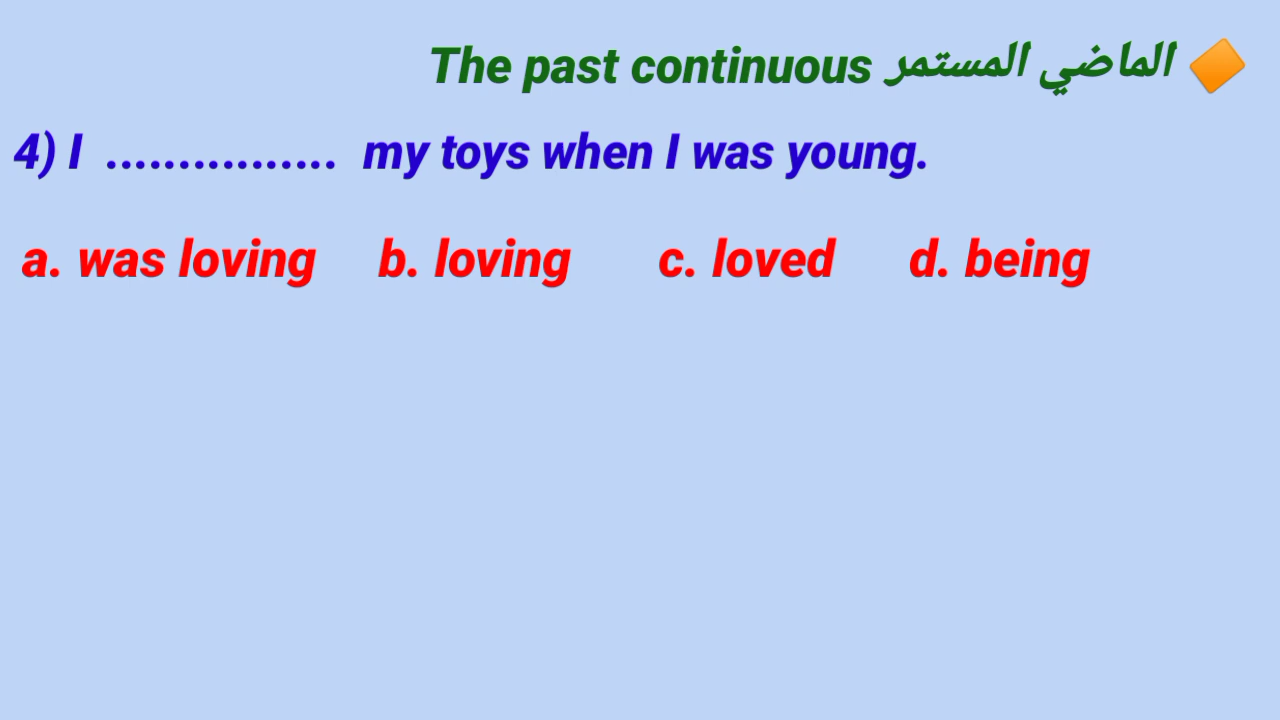 🔶 الماضي المستمر The past continuous
4) I ................ my toys when I was young.
a. was loving b. loving c. loved d. being